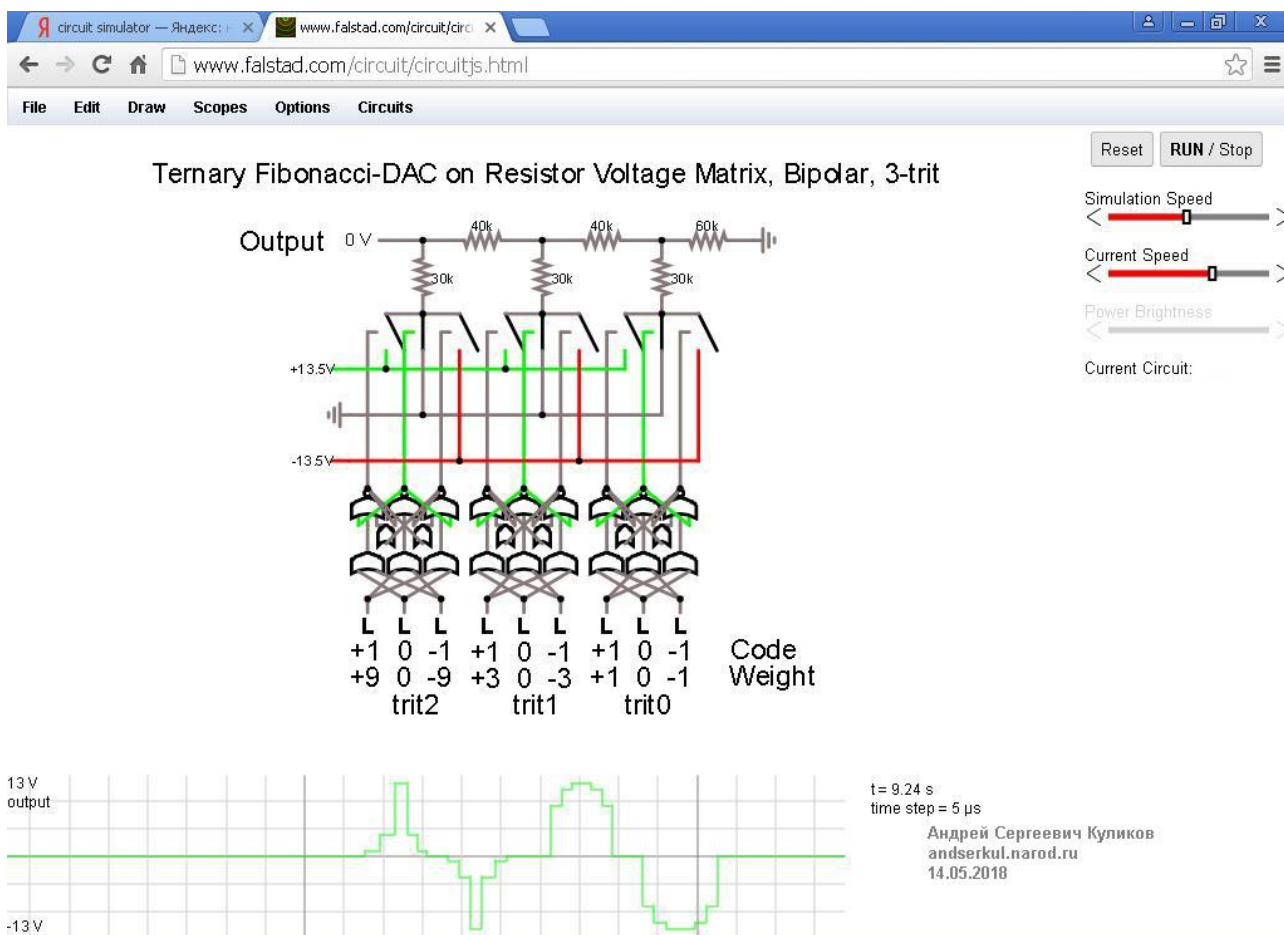 Я circuit simulator — Яндекс: н
www.falstad.com/circuit/circ
www.falstad.com/circuit/circuitjs.html
File Edit Draw Scopes Options Circuits
Reset RUN / Stop
Simulation Speed
Current Speed
Power Brightness
Current Circuit:
Ternary Fibonacci-DAC on Resistor Voltage Matrix, Bipolar, 3-trit
40k 40k 60k
Output 0 V
30k 30k 30k
+13.5V
-13.5V
L L L L L L L L L
+1 0 -1 +1 0 -1 +1 0 -1 Code
+9 0 -9 +3 0 -3 +1 0 -1 Weight
trit2 trit1 trit0
13 V
output
-13 V
t = 9.24 s
time step = 5 µs
Андрей Сергеевич Куликов
andserkul.narod.ru
14.05.2018